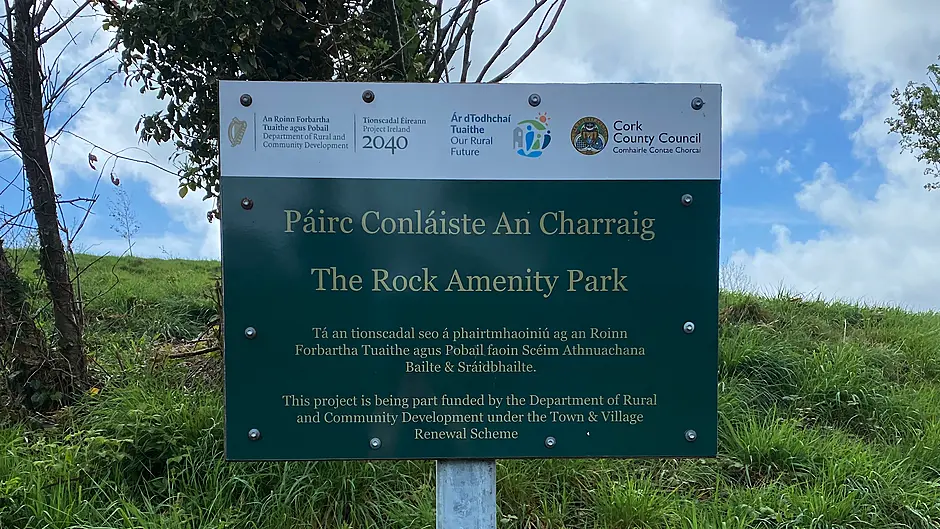 An Roinn Forbartha
Tuaithe agus Pobail
Department of Rural and
Community Development
Tionscadal Éireann
Project Ireland
2040
Ár dTodhchaí
Tuaithe
Our Rural
Future
Cork
County Council
Comhairle Contae Chorcaí
Páirc Conláiste An Charraig
The Rock Amenity Park
Tá an tionscadal seo á phairtmhaoiniú ag an Roinn
Forbartha Tuaithe agus Pobail faoin Scéim Athnuachana
Bailte & Sráidbhailte.
This project is being part funded by the Department of Rural
and Community Development under the Town & Village
Renewal Scheme